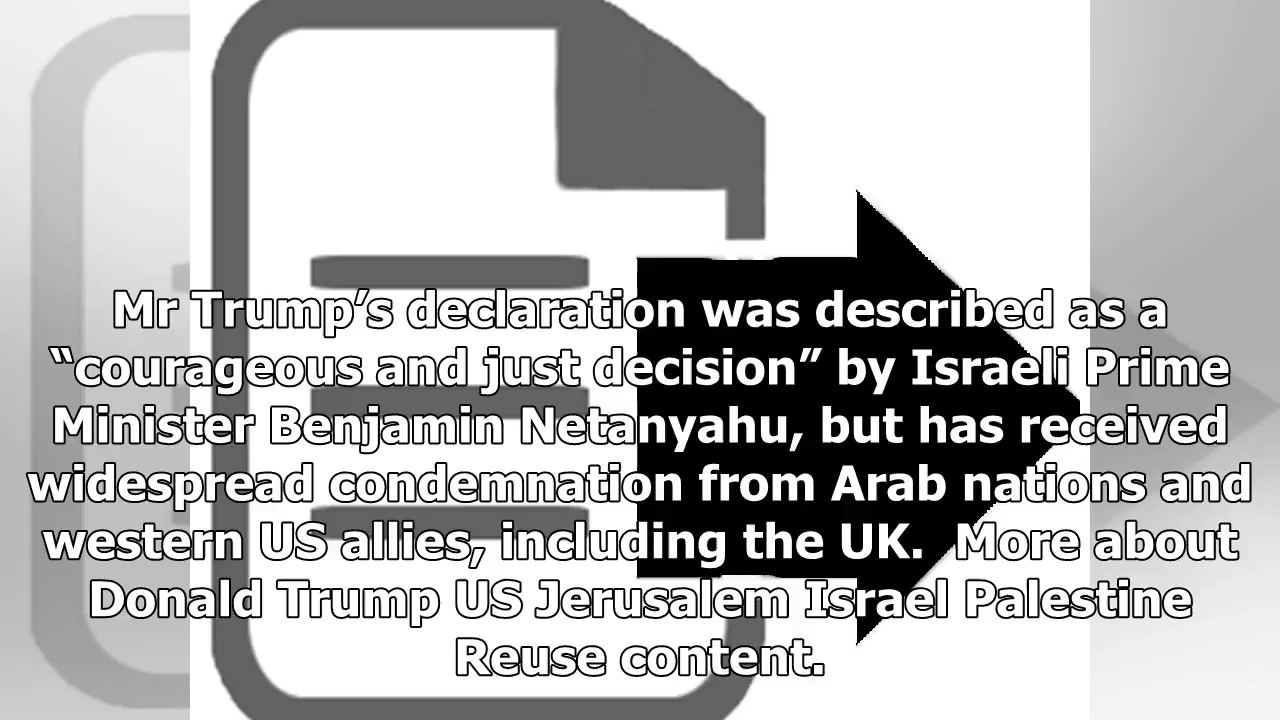 Mr Trump’s declaration was described as a
“courageous and just decision” by Israeli Prime
Minister Benjamin Netanyahu, but has received
widespread condemnation from Arab nations and
western US allies, including the UK.  More about
Donald Trump US Jerusalem Israel Palestine
Reuse content.